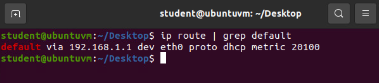 student@ubuntuvm: ~/Desktop
student@ubuntuvm:~/Desktop$ ip route | grep default
default via 192.168.1.1 dev eth0 proto dhcp metric 20100
student@ubuntuvm:~/Desktop$